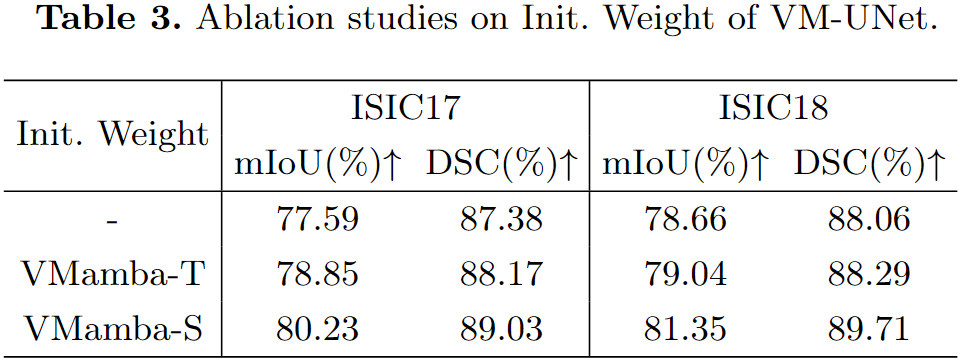 Table 3. Ablation studies on Init. Weight of VM-UNet.
Init. Weight ISIC17 ISIC18
mIoU(%)↑ DSC(%)↑ mIoU(%)↑ DSC(%)↑
- 77.59 87.38 78.66 88.06
VMamba-T 78.85 88.17 79.04 88.29
VMamba-S 80.23 89.03 81.35 89.71